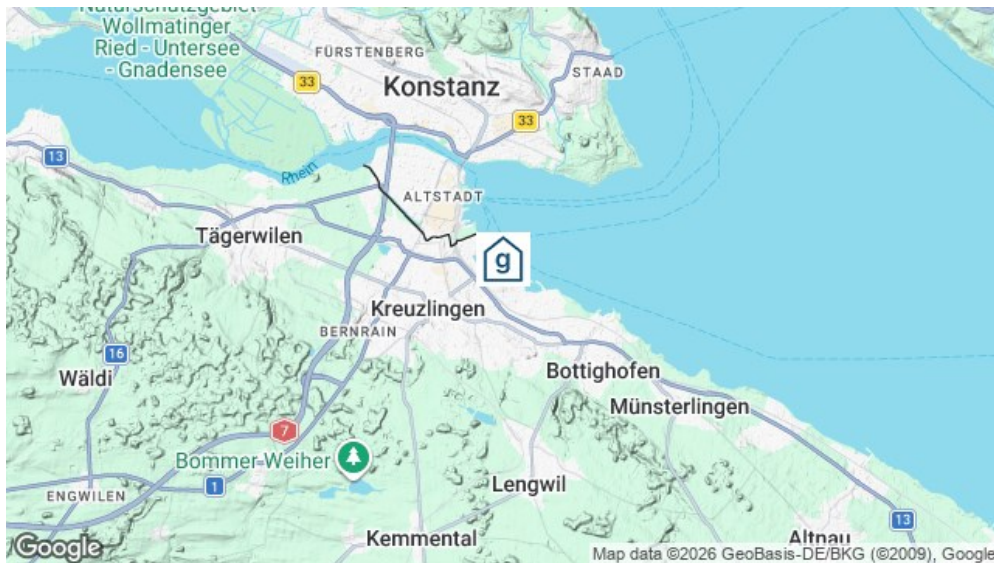 Naturschutzgebiet
Wollmatinger
Ried - Untersee
- Gnadensee
FÜRSTENBERG
STAAD
33
Konstanz
33
13
Rhein
ALTSTADT
Tägerwilen
g
Kreuzlingen
BERNRAIN
16
Wäldi
Bottighofen
Münsterlingen
7
Bommer Weiher
1
Lengwil
ENGWILEN
13
Kemmental
Altnau
Google
Map data ©2026 GeoBasis-DE/BKG (©2009), Google